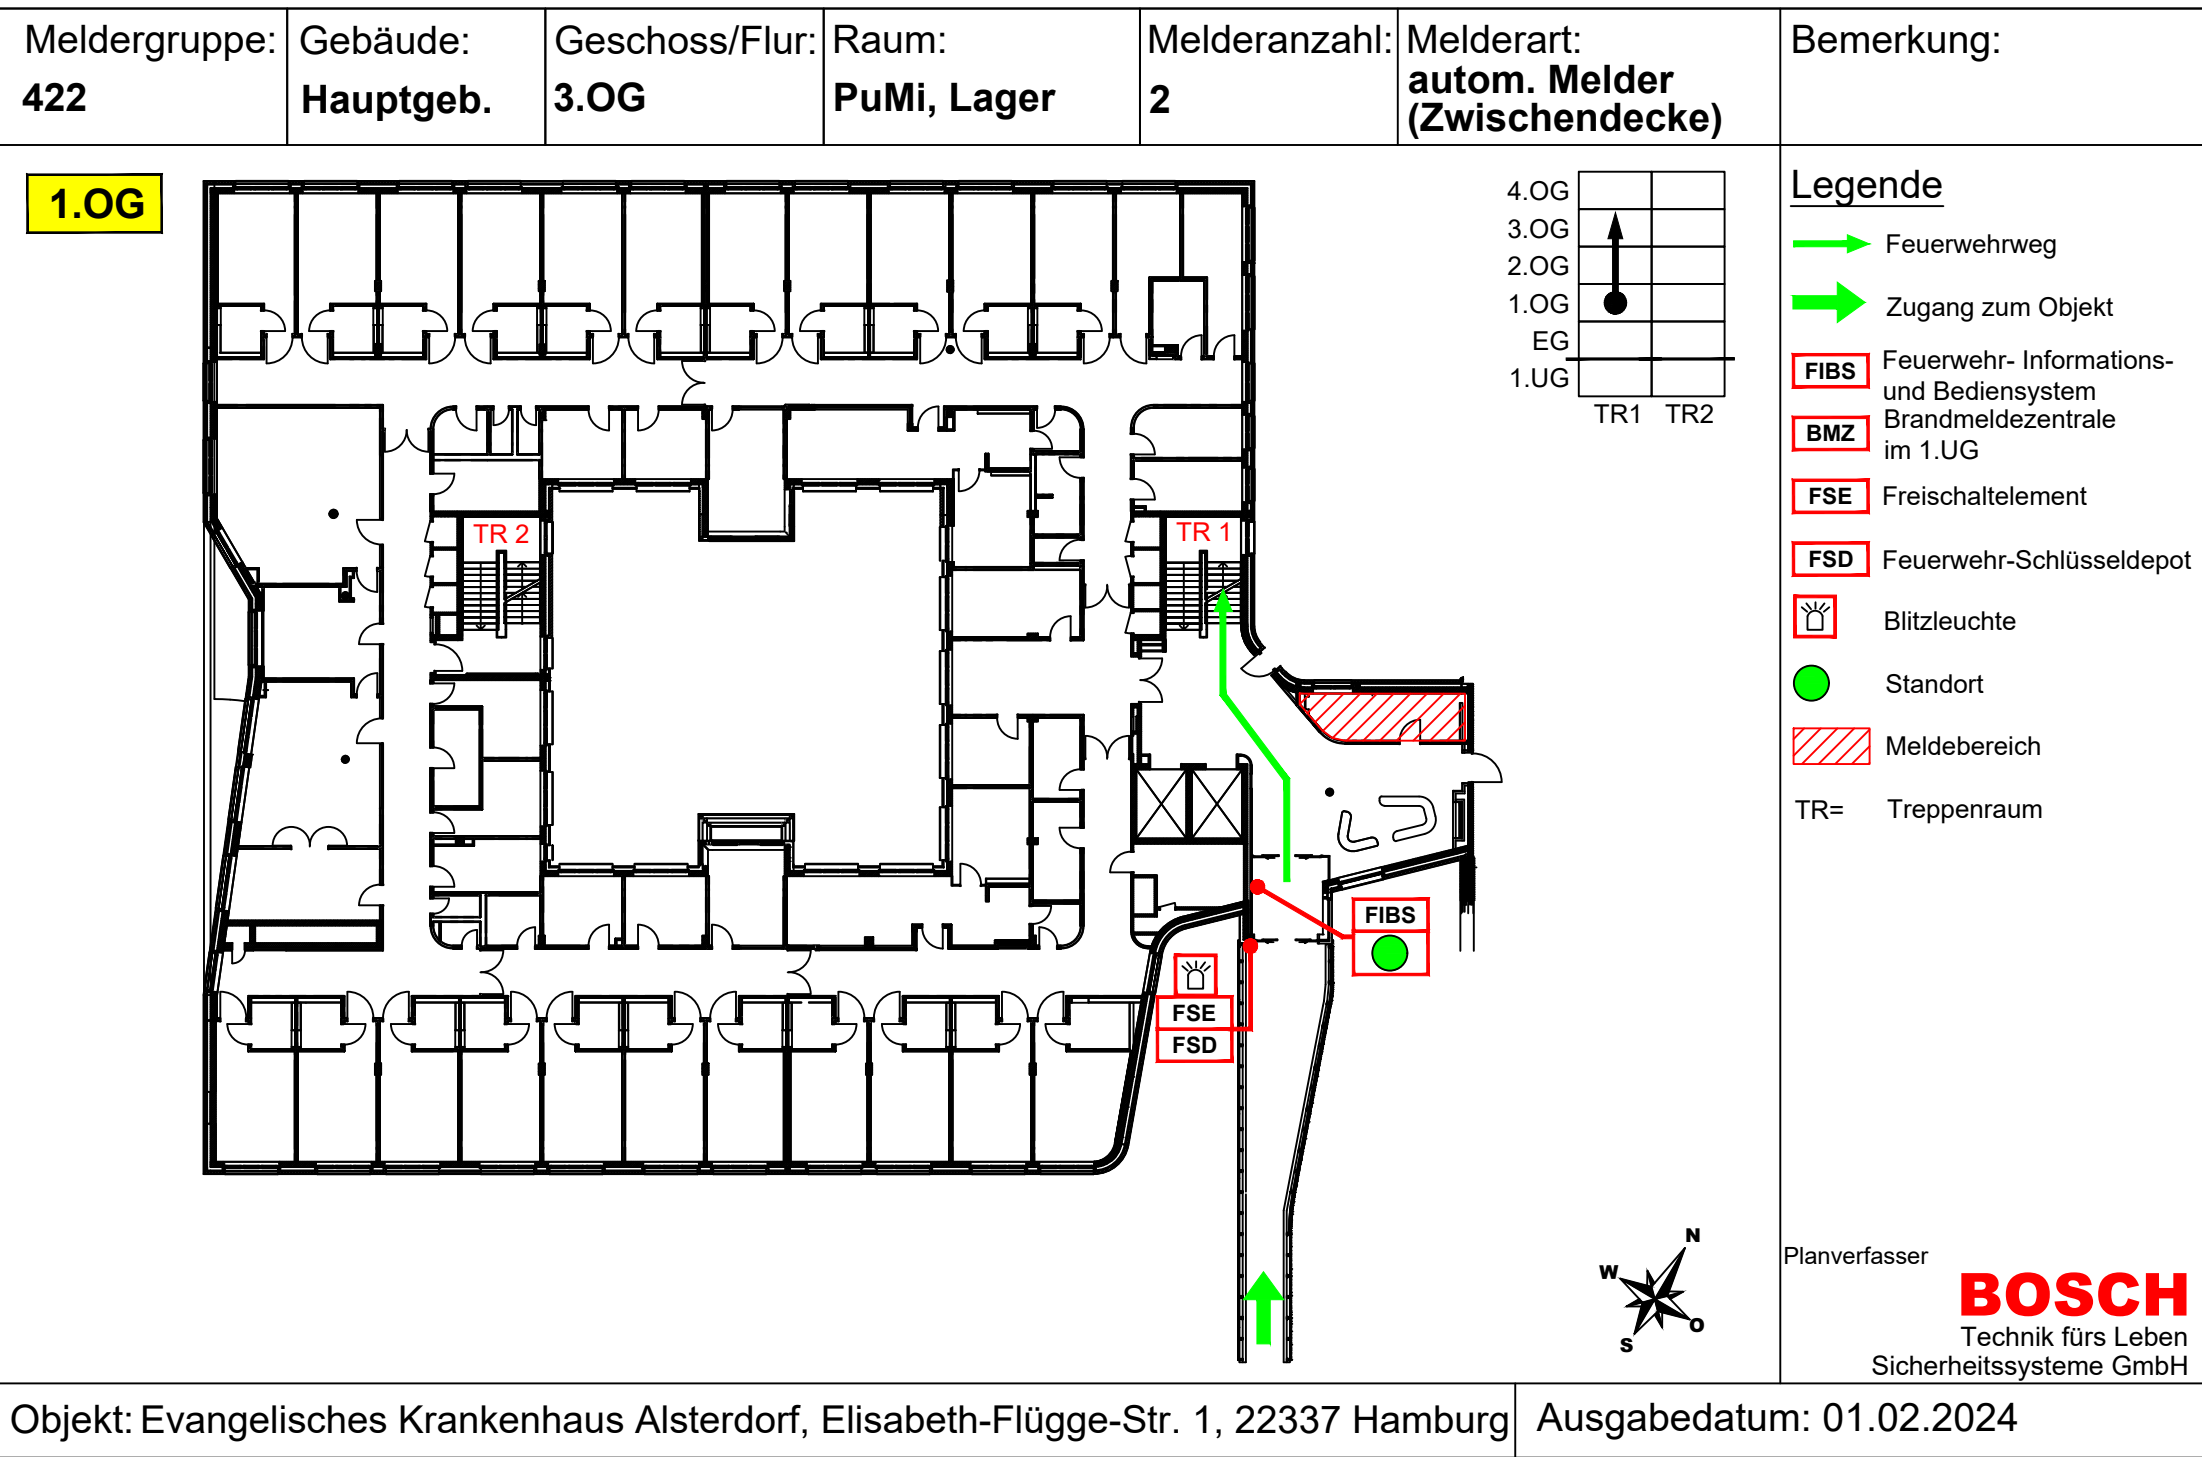 Meldergruppe:
422
Gebäude:
Hauptgeb.
Geschoss/Flur:
3.OG
Raum:
PuMi, Lager
Melderanzahl:
2
Melderart:
autom. Melder
(Zwischendecke)
Bemerkung:
1.OG
TR 2
TR 1
FIBS
FSE
FSD
4.OG
3.OG
2.OG
1.OG
EG
1.UG
TR1 TR2
N
W
O
S
Legende
Feuerwehrweg
Zugang zum Objekt
FIBS
Feuerwehr- Informations-
und Bediensystem
BMZ
Brandmeldezentrale
im 1.UG
FSE
Freischaltelement
FSD
Feuerwehr-Schlüsseldepot
Blitzleuchte
Standort
Meldebereich
TR= Treppenraum
Planverfasser
BOSCH
Technik fürs Leben
Sicherheitssysteme GmbH
Objekt: Evangelisches Krankenhaus Alsterdorf, Elisabeth-Flügge-Str. 1, 22337 Hamburg
Ausgabedatum: 01.02.2024